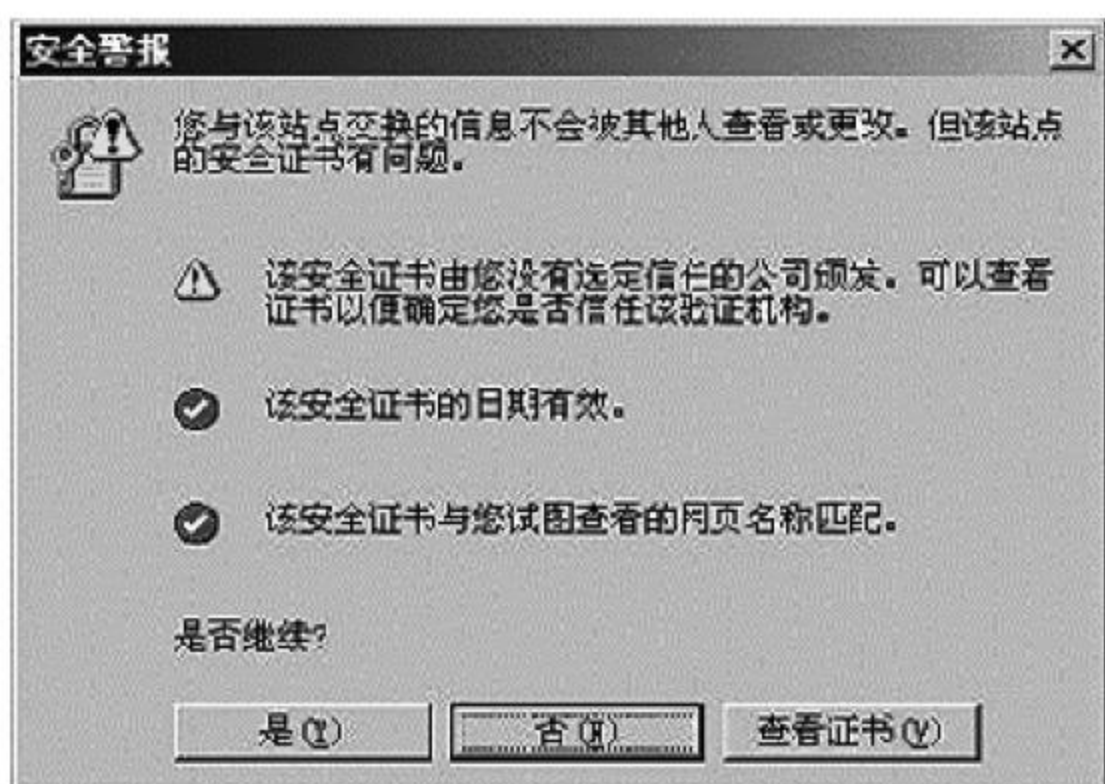 安全警报
您与该站点交换的信息不会被其他人查看或更改。但该站点
的安全证书有问题。
该安全证书由您没有选定信任的公司颁发。可以查看
证书以便确定您是否信任该验证机构。
该安全证书的日期有效。
该安全证书与您试图查看的网页名称匹配。
是否继续?
是(Y) 否(N) 查看证书(V)